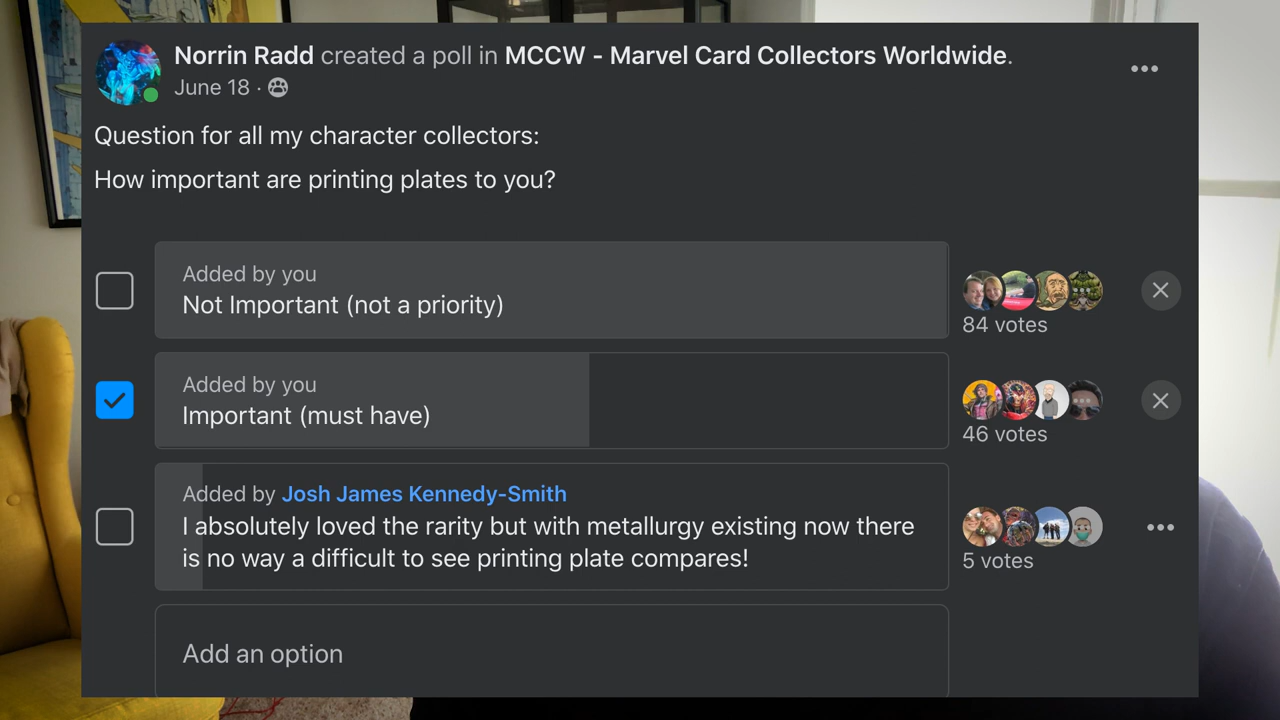 Norrin Radd created a poll in MCCW - Marvel Card Collectors Worldwide.
June 18 ·
Question for all my character collectors:
How important are printing plates to you?
Added by you
Not Important (not a priority)
84 votes
Added by you
Important (must have)
46 votes
Added by Josh James Kennedy-Smith
I absolutely loved the rarity but with metallurgy existing now there
is no way a difficult to see printing plate compares!
5 votes
Add an option